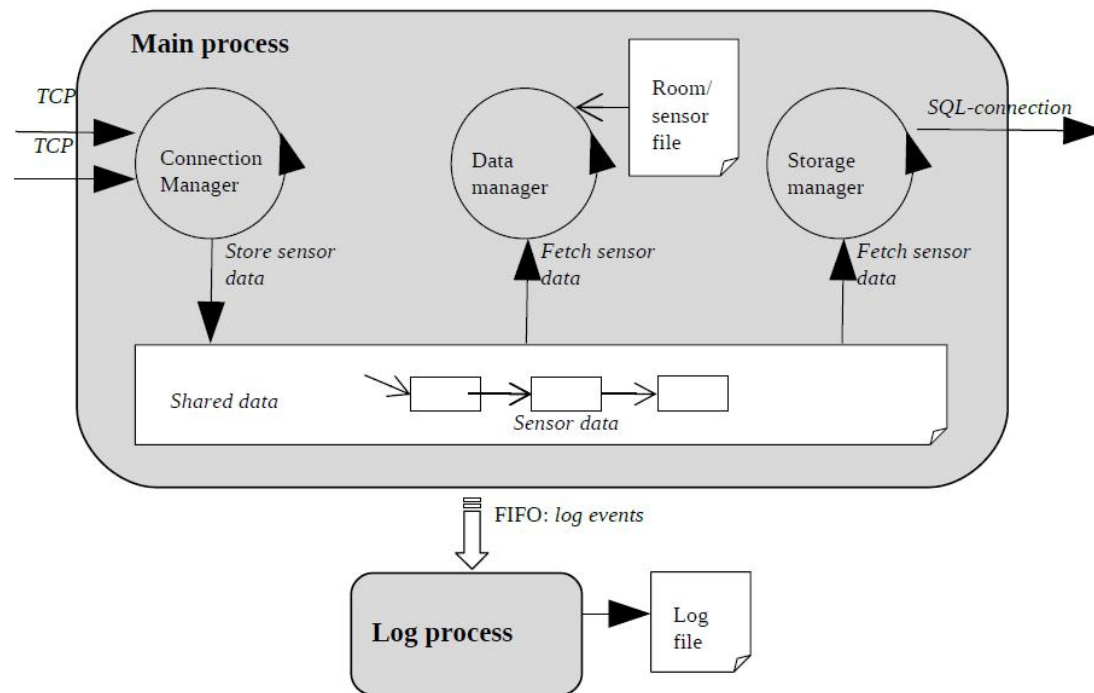 Main process
TCP
TCP
Connection
Manager
Data
manager
Room/
sensor
file
Storage
manager
SQL-connection
Store sensor
data
Fetch sensor
data
Fetch sensor
data
Shared data
Sensor data
FIFO: log events
Log process
Log
file